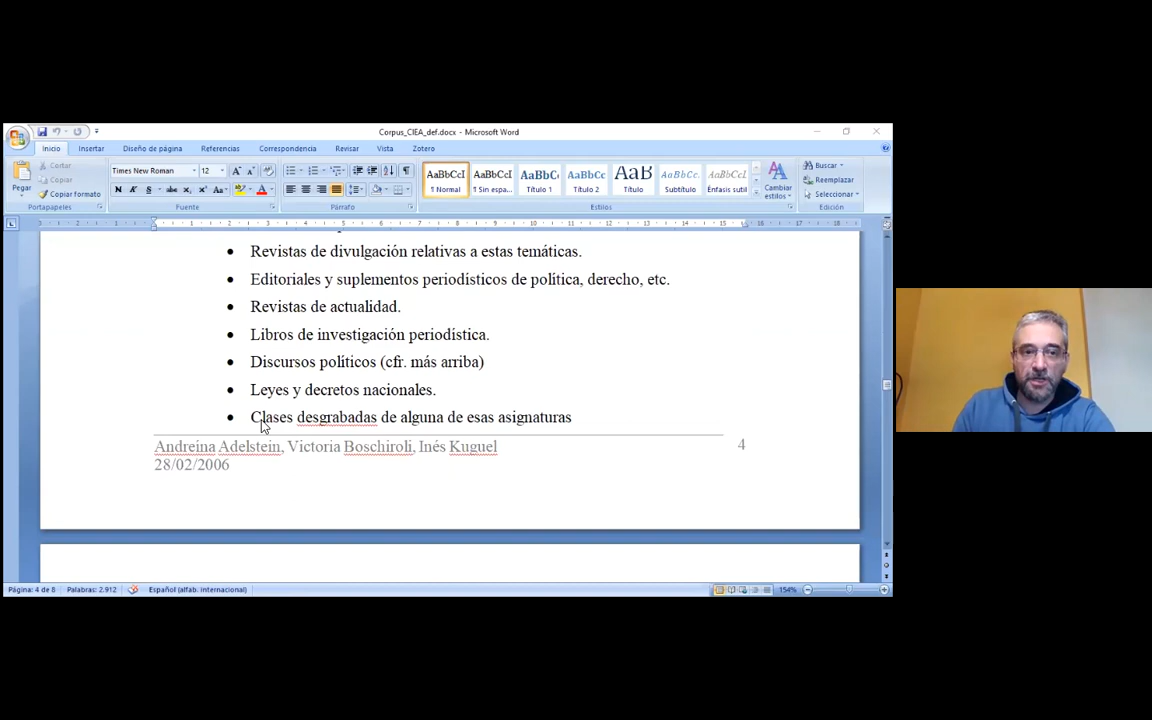 Corpus_CIEA_def.docx - Microsoft Word
Inicio Insertar Diseño de página Referencias Correspondencia Revisar Vista Zotero
Pegar
Cortar
Copiar
Copiar formato
Portapapeles
Times New Roman 12
Fuente
Párrafo
AaBbCcI
¶ Normal
AaBbCcI
¶ Sin espa...
AaBbC
Título 1
AaBbCc
Título 2
AaB
Título
AaBbCc
Subtítulo
AaBbCcI
Énfasis sutil
Cambiar
estilos
Estilos
Buscar
Reemplazar
Seleccionar
Edición
• Revistas de divulgación relativas a estas temáticas.
• Editoriales y suplementos periodísticos de política, derecho, etc.
• Revistas de actualidad.
• Libros de investigación periodística.
• Discursos políticos (cfr. más arriba)
• Leyes y decretos nacionales.
• Clases desgrabadas de alguna de esas asignaturas
Andreína Adelstein, Victoria Boschiroli, Inés Kuguel 4
28/02/2006
Página: 4 de 8 Palabras: 2.912 Español (alfab. internacional) 154%